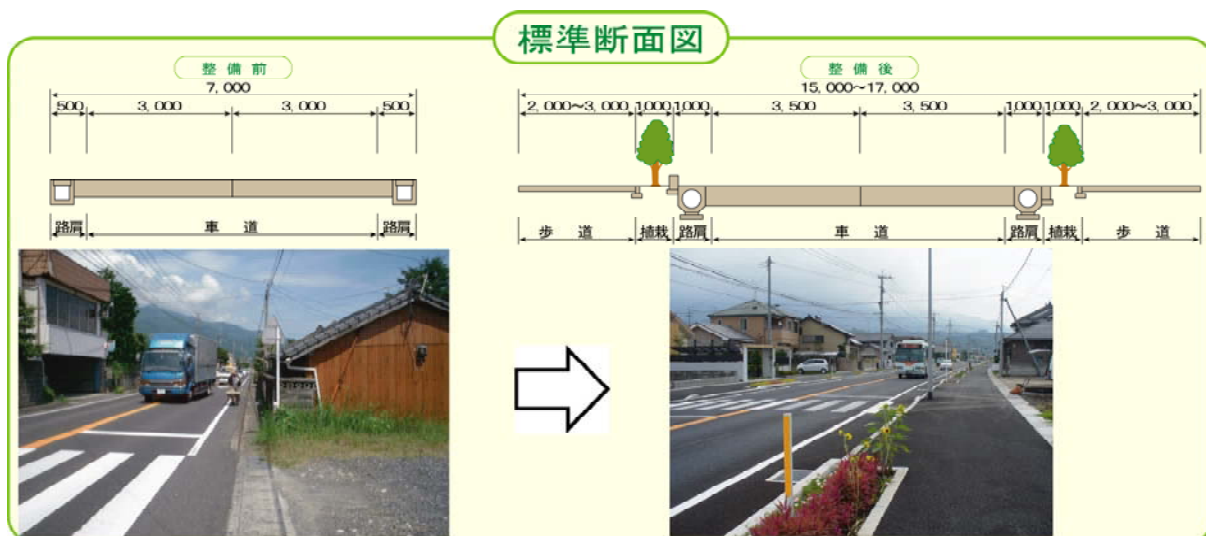 標準断面図
整備前
7,000
500 3,000 3,000 500
路肩 車道 路肩
整備後
15,000〜17,000
2,000〜3,000 1,000 1,000 3,500 3,500 1,000 1,000 2,000〜3,000
歩道 植栽 路肩 車道 路肩 植栽 歩道